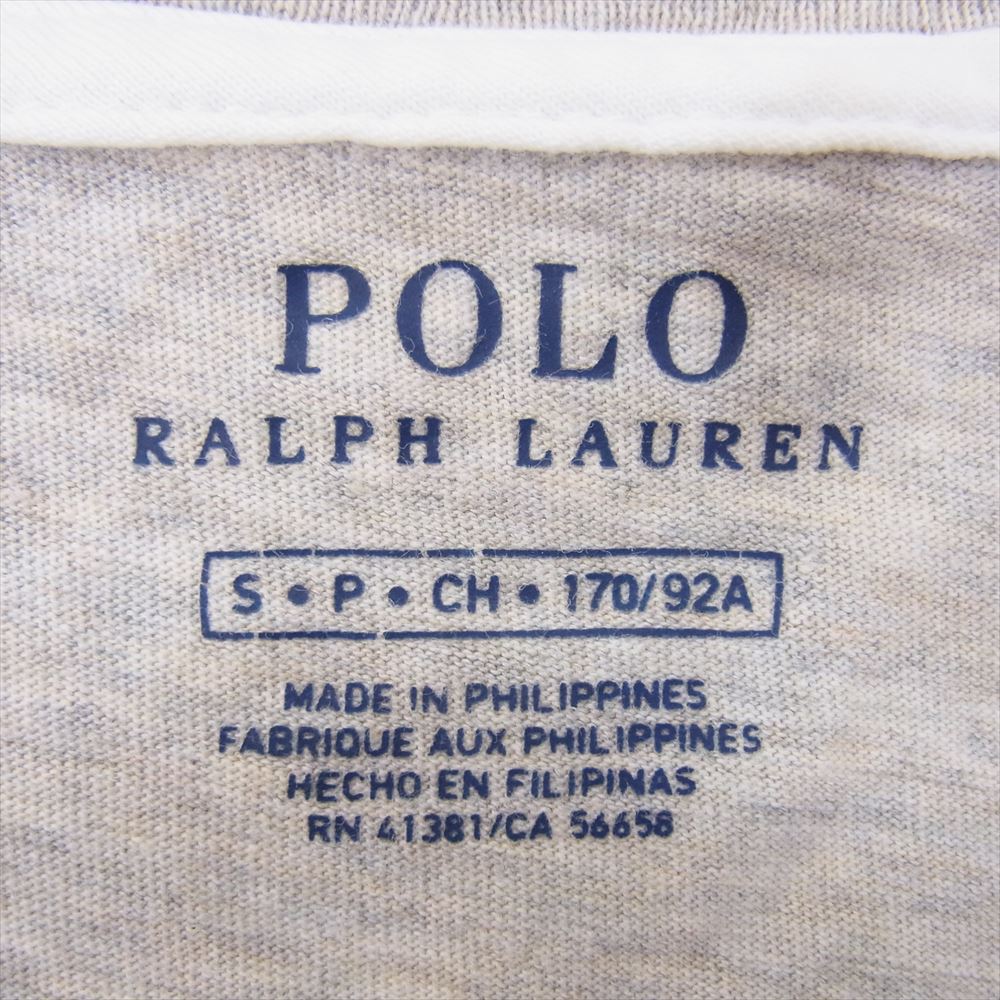 POLO
RALPH LAUREN
S • P • CH • 170/92A
MADE IN PHILIPPINES
FABRIQUE AUX PHILIPPINES
HECHO EN FILIPINAS
RN 41381/CA 56658